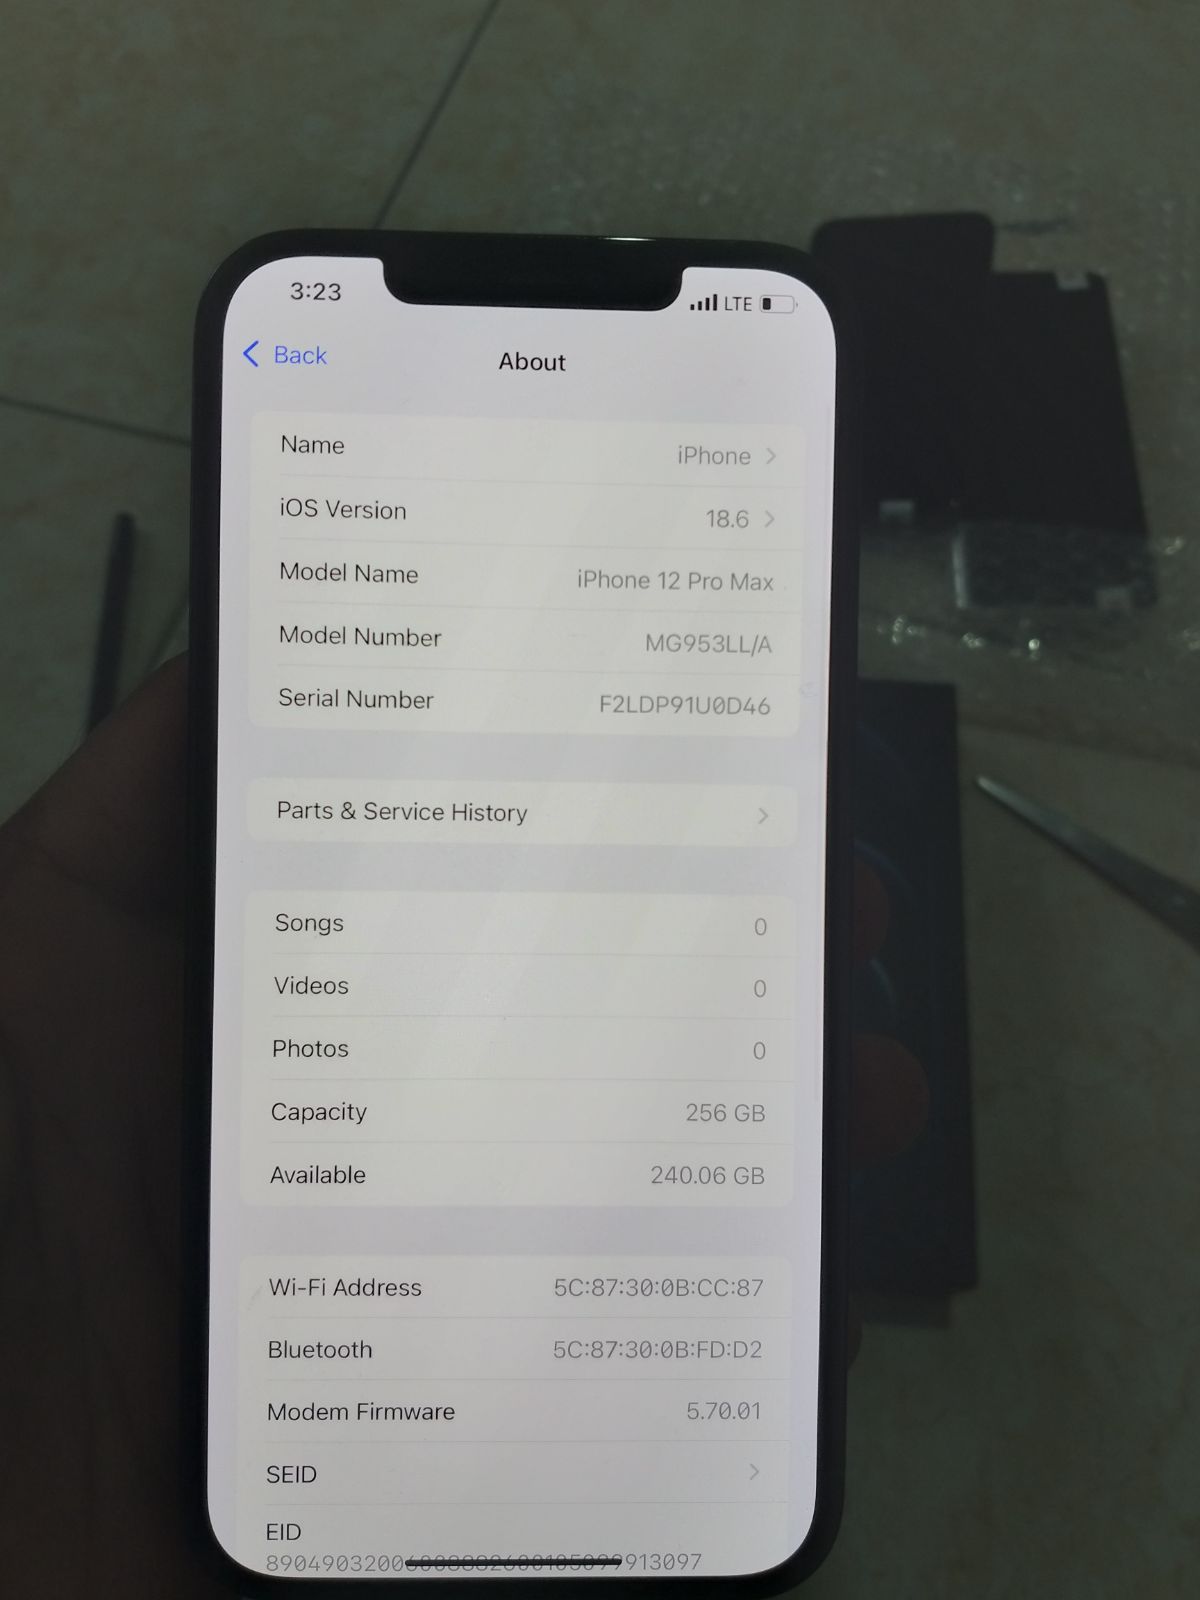 3:23 LTE
Back About
Name iPhone
iOS Version 18.6
Model Name iPhone 12 Pro Max
Model Number MG953LL/A
Serial Number F2LDP91U0D46
Parts & Service History
Songs 0
Videos 0
Photos 0
Capacity 256 GB
Available 240.06 GB
Wi-Fi Address 5C:87:30:0B:CC:87
Bluetooth 5C:87:30:0B:FD:D2
Modem Firmware 5.70.01
SEID
EID